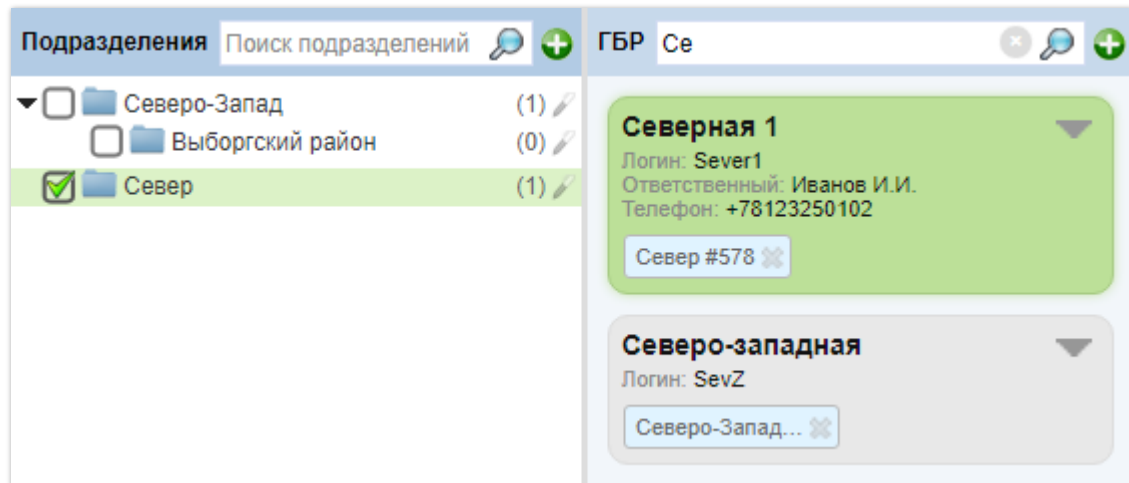 Подразделения Поиск подразделений
Северо-Запад (1)
Выборгский район (0)
Север (1)
ГБР Се
Северная 1
Логин: Sever1
Ответственный: Иванов И.И.
Телефон: +78123250102
Север #578
Северо-западная
Логин: SevZ
Северо-Запад...